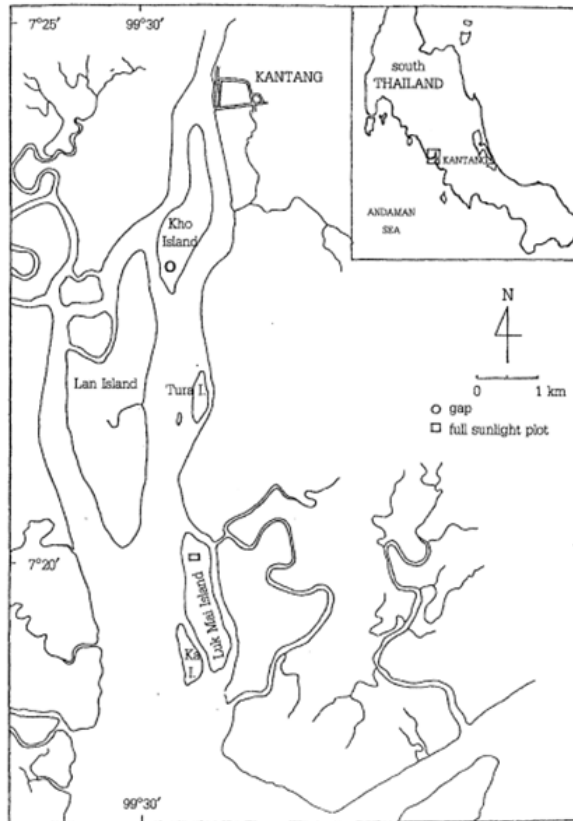 7°25'
99°30'
KANTANG
south
THAILAND
KANTANG
ANDAMAN
SEA
Kho
Island
N
Lan Island
Tura I.
0 1 km
gap
full sunlight plot
7°20'
Luk Mai Island
Ka
I.
99°30'